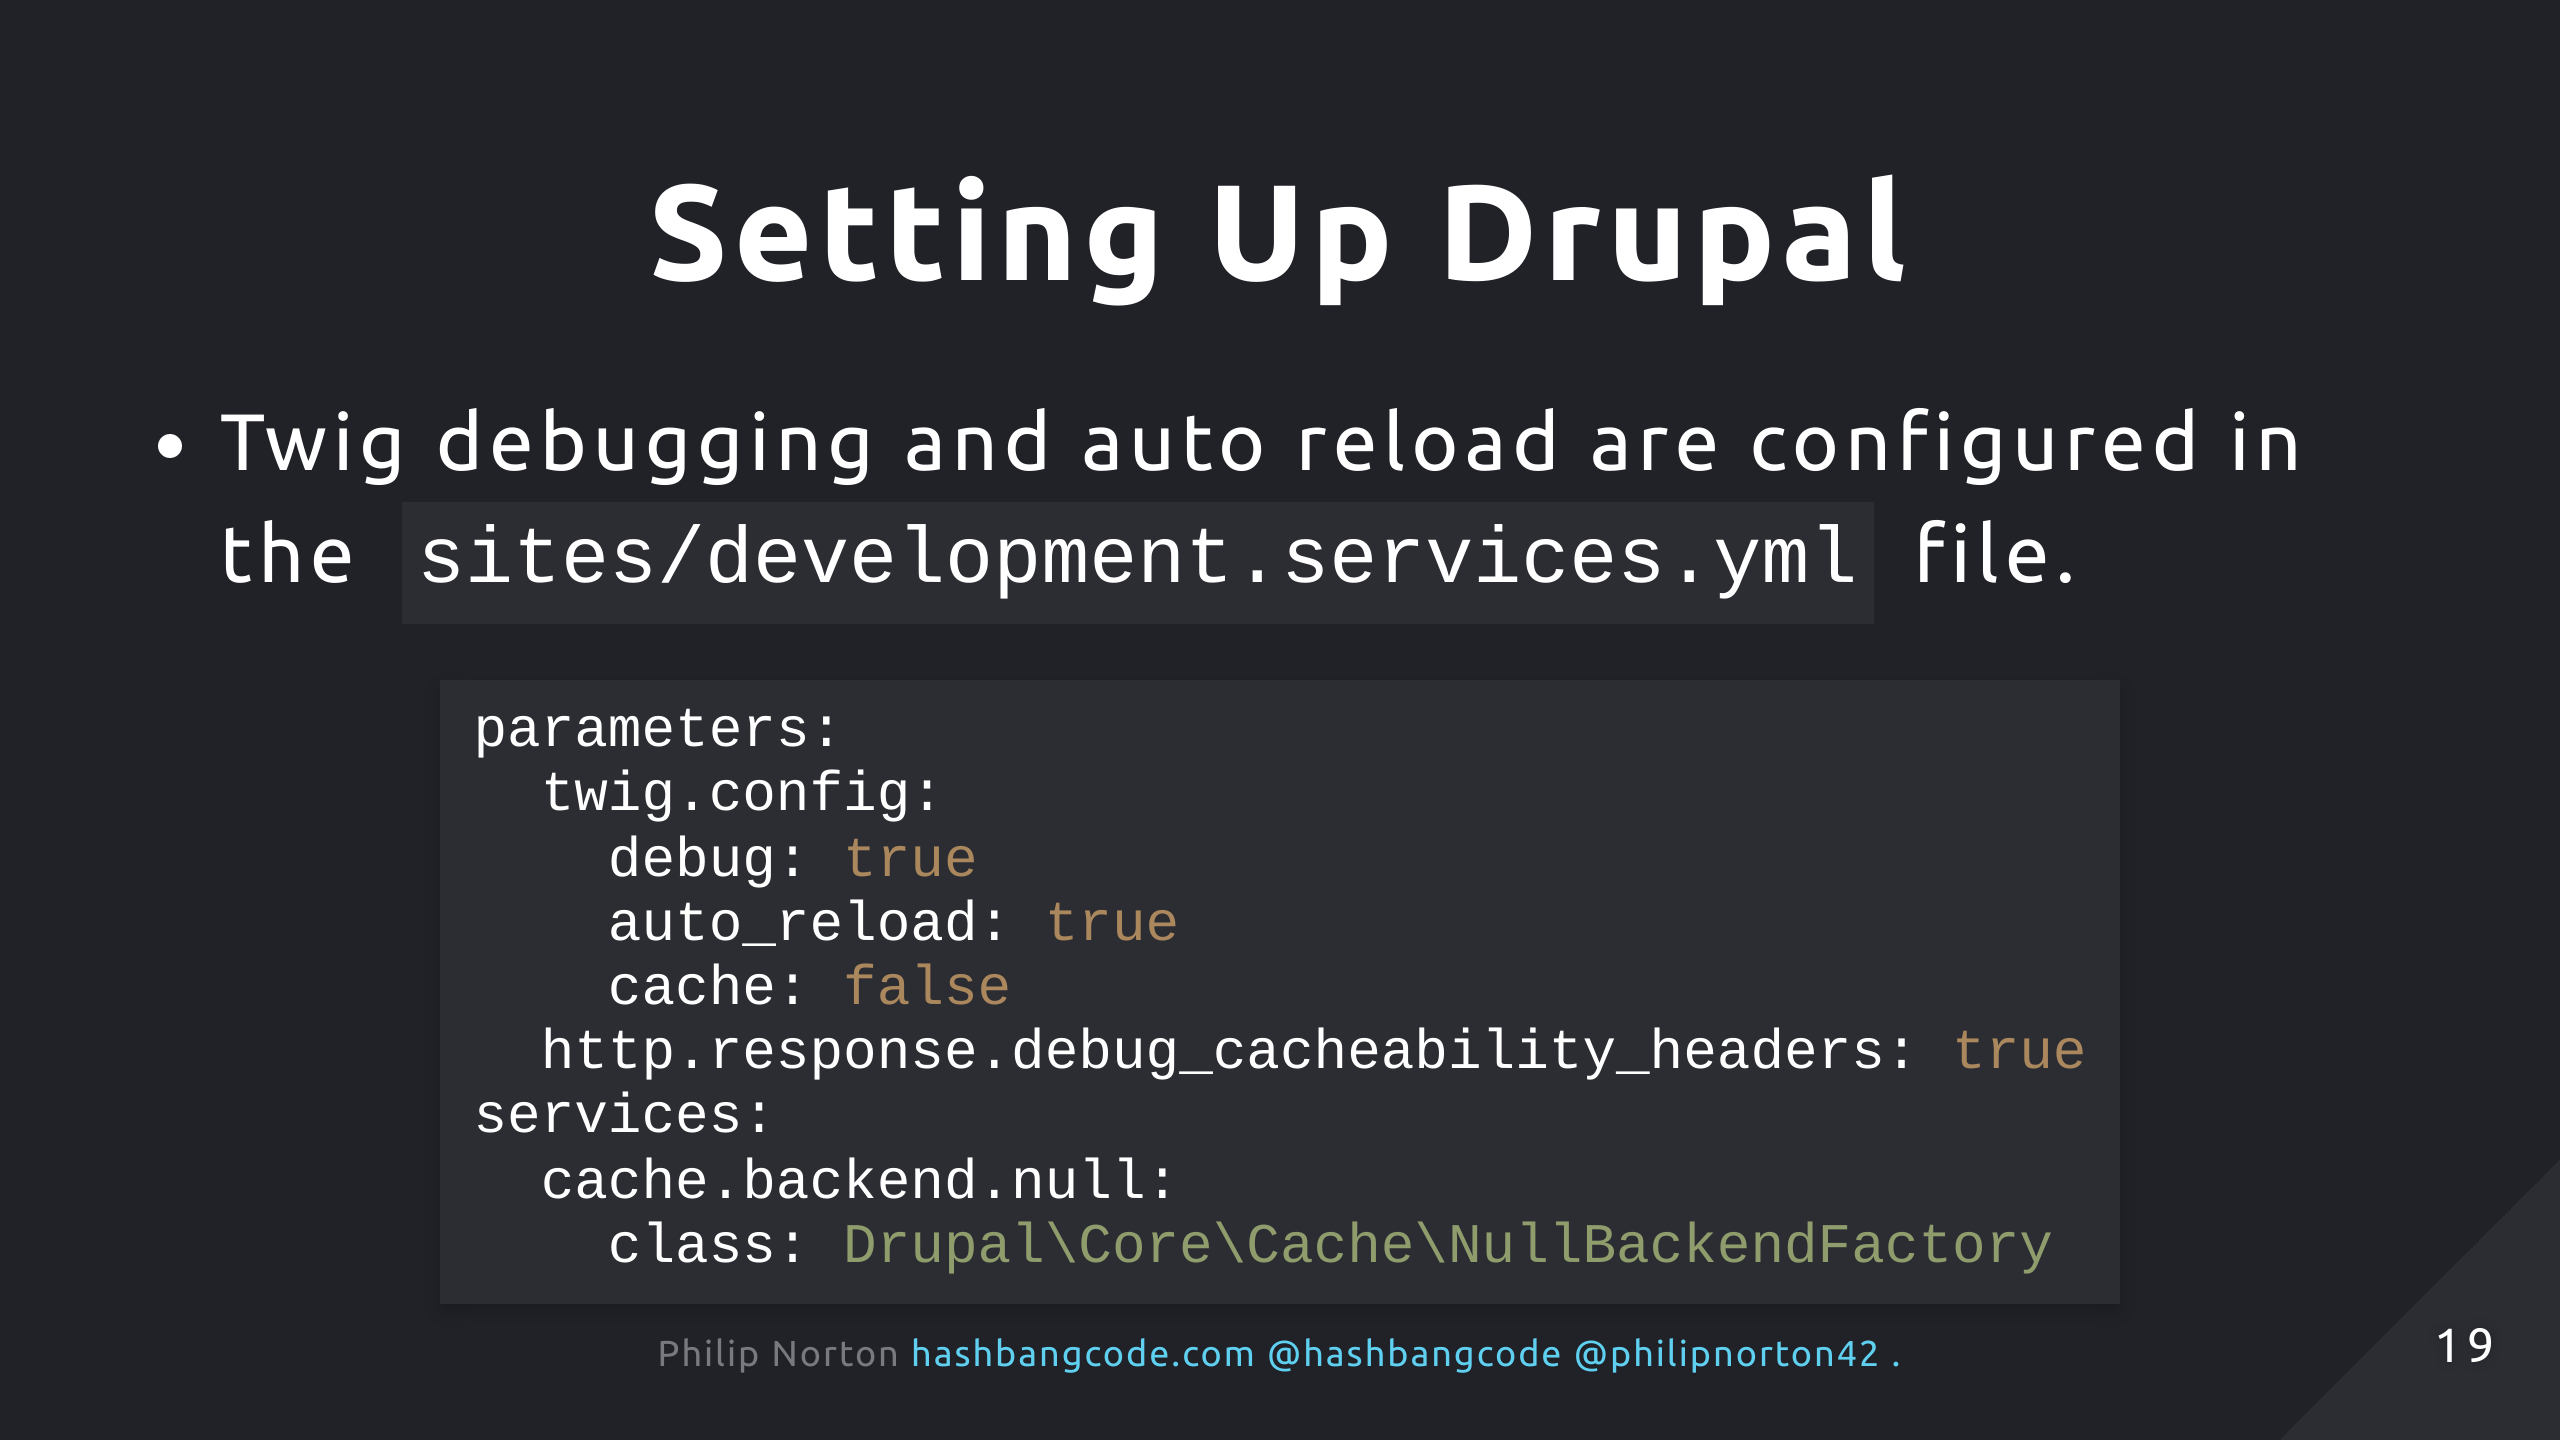 Setting Up Drupal
• Twig debugging and auto reload are configured in
the sites/development.services.yml file.
parameters:
  twig.config:
    debug: true
    auto_reload: true
    cache: false
  http.response.debug_cacheability_headers: true
services:
  cache.backend.null:
    class: Drupal\Core\Cache\NullBackendFactory
Philip Norton hashbangcode.com @hashbangcode @philipnorton42 .
19